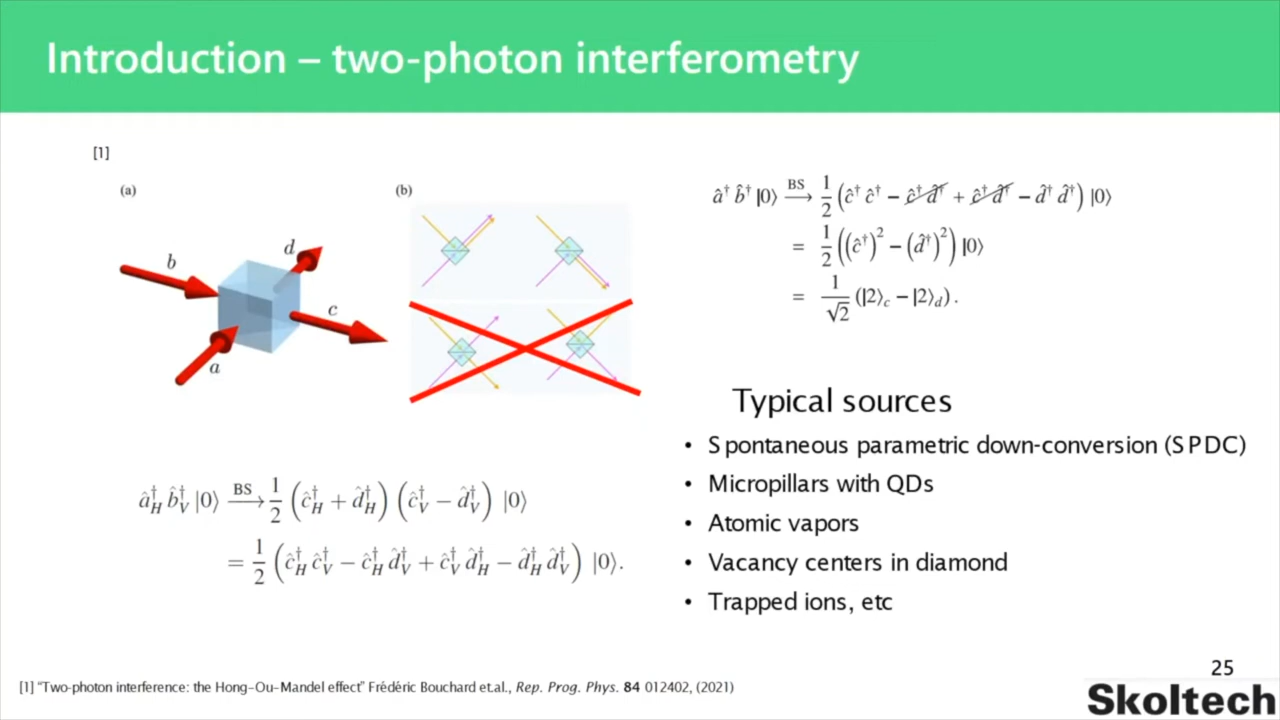 Introduction – two-photon interferometry
[1]
(a)
(b)
b
d
c
a
â† b̂† |0⟩ —BS→ 1/2 (ĉ† ĉ† − ĉ† d̂† + ĉ† d̂† − d̂† d̂†) |0⟩
= 1/2 ((ĉ†)² − (d̂†)²) |0⟩
= 1/√2 (|2⟩c − |2⟩d) .
Typical sources
• Spontaneous parametric down-conversion (SPDC)
• Micropillars with QDs
• Atomic vapors
• Vacancy centers in diamond
• Trapped ions, etc
â†H b̂†V |0⟩ —BS→ 1/2 (ĉ†H + d̂†H) (ĉ†V − d̂†V) |0⟩
= 1/2 (ĉ†H ĉ†V − ĉ†H d̂†V + ĉ†V d̂†H − d̂†H d̂†V) |0⟩.
[1] "Two-photon interference: the Hong-Ou-Mandel effect" Frédéric Bouchard et.al., Rep. Prog. Phys. 84 012402, (2021)
25
Skoltech